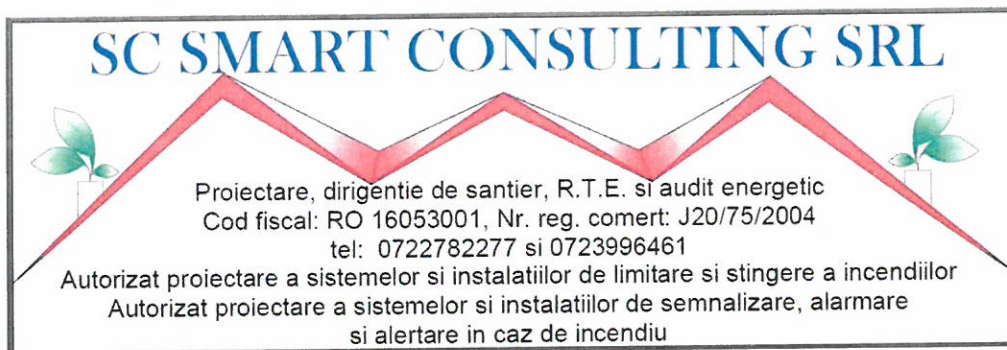 SC SMART CONSULTING SRL
Proiectare, dirigentie de santier, R.T.E. si audit energetic
Cod fiscal: RO 16053001, Nr. reg. comert: J20/75/2004
tel: 0722782277 si 0723996461
Autorizat proiectare a sistemelor si instalatiilor de limitare si stingere a incendiilor
Autorizat proiectare a sistemelor si instalatiilor de semnalizare, alarmare
si alertare in caz de incendiu